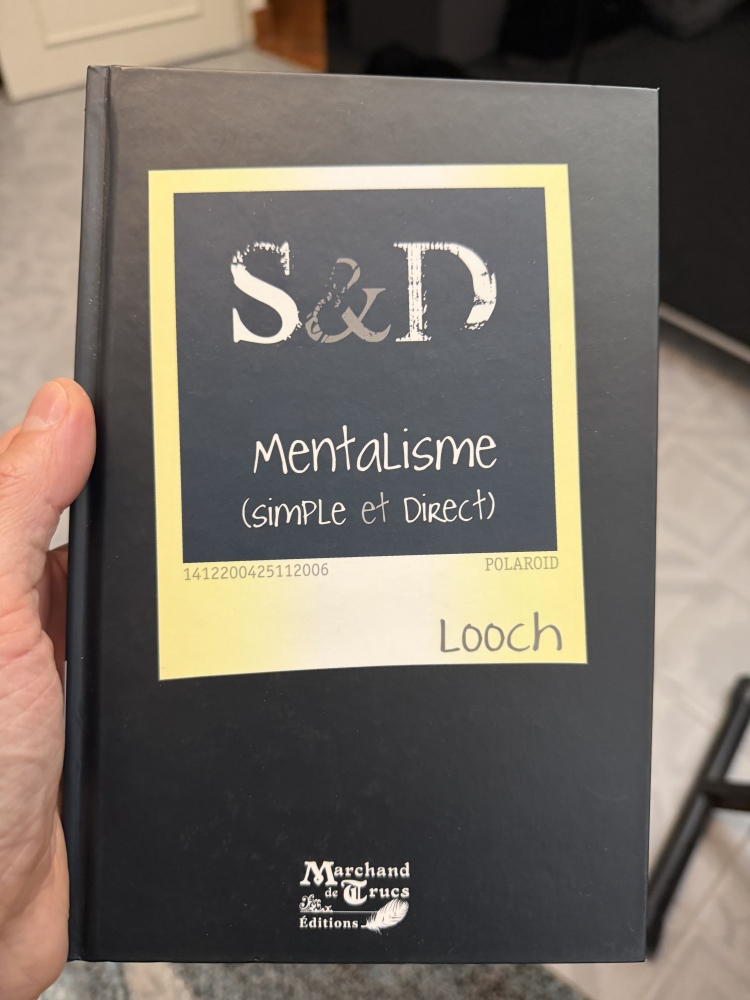 S&D
Mentalisme
(simple et Direct)
1412200425112006 POLAROID
Looch
Marchand
de Trucs
Éditions